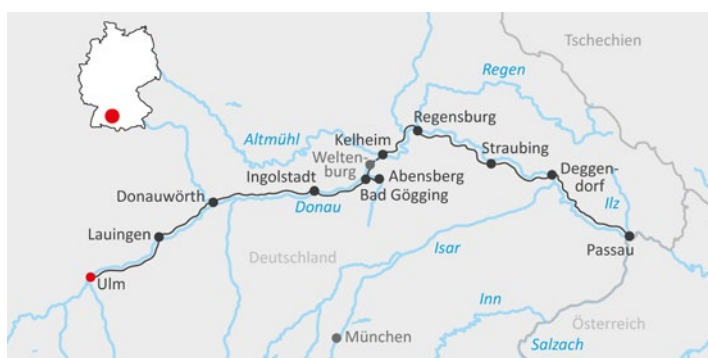 Tschechien
Regen
Regensburg
Altmühl
Kelheim
Welten-
burg
Straubing
Deggen-
dorf
Ingolstadt
Abensberg
Bad Gögging
Donauwörth
Donau
Ilz
Lauingen
Passau
Isar
Deutschland
Ulm
Inn
Österreich
München
Salzach